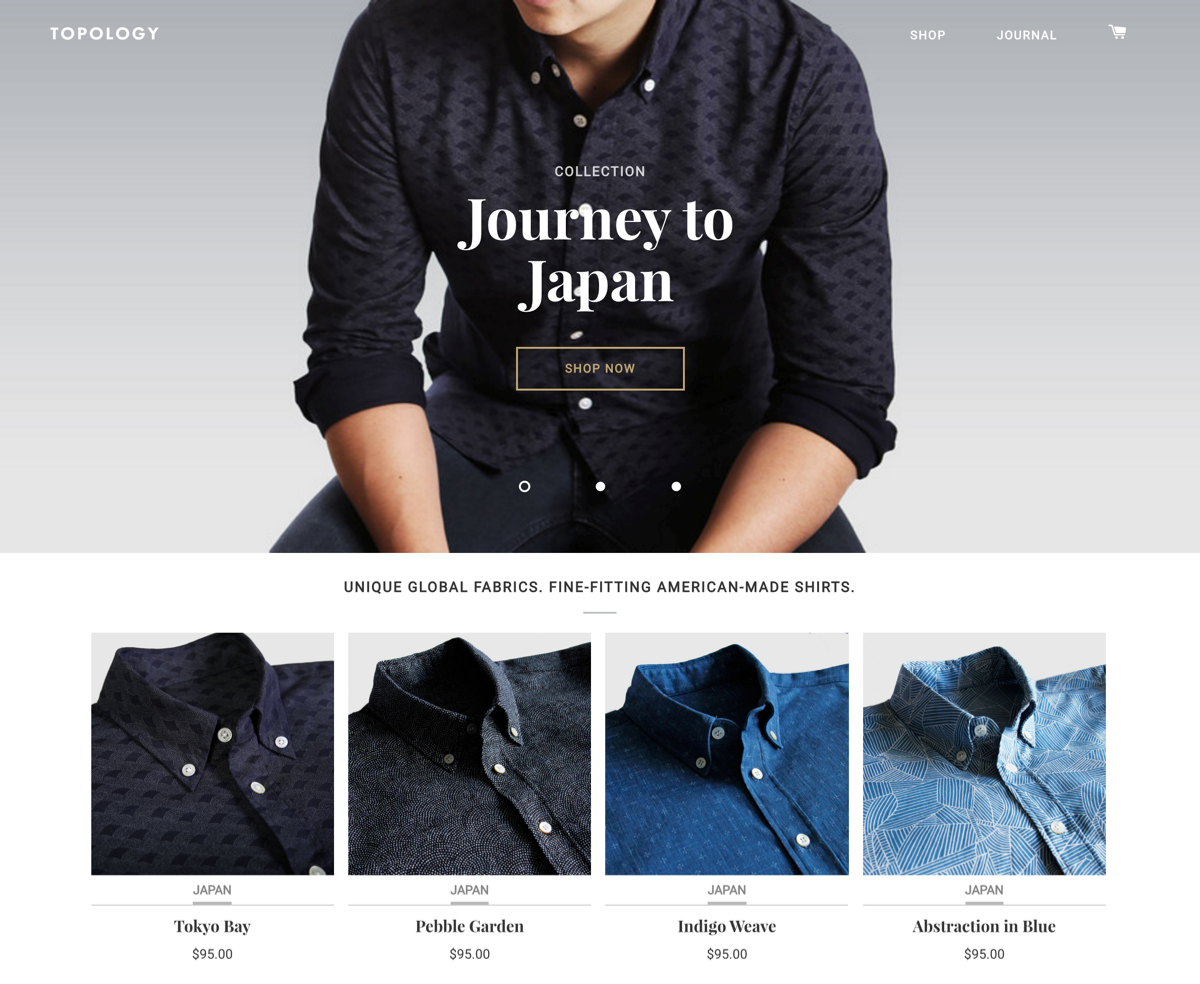 TOPOLOGY
SHOP
JOURNAL
COLLECTION
Journey to
Japan
SHOP NOW
UNIQUE GLOBAL FABRICS. FINE-FITTING AMERICAN-MADE SHIRTS.
JAPAN
Tokyo Bay
$95.00
JAPAN
Pebble Garden
$95.00
JAPAN
Indigo Weave
$95.00
JAPAN
Abstraction in Blue
$95.00